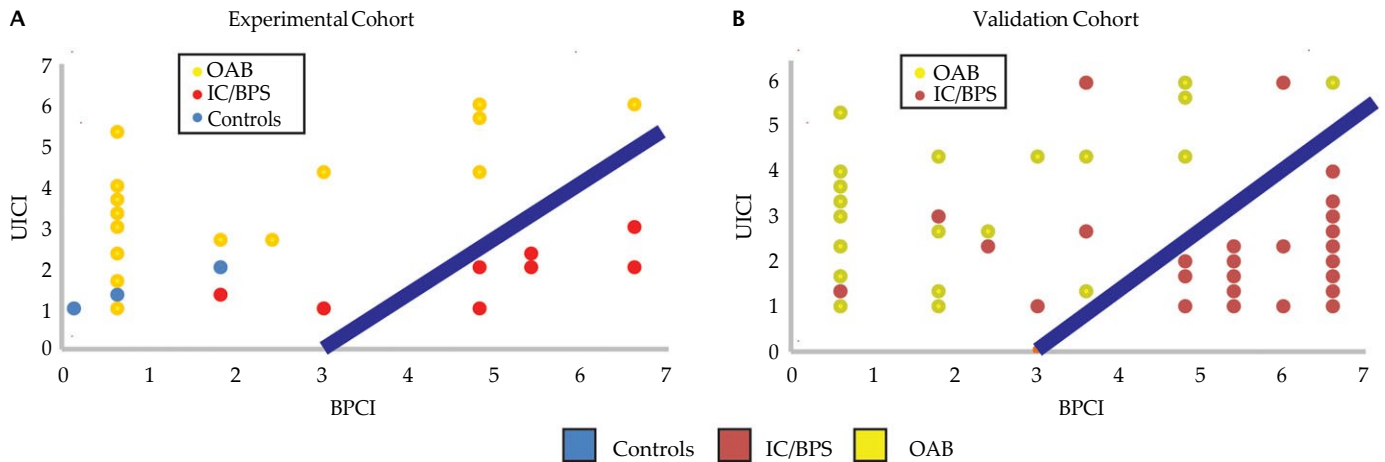 A
Experimental Cohort
OAB
IC/BPS
Controls
7
6
5
4
3
2
1
0
UICI
0 1 2 3 4 5 6 7
BPCI
B
Validation Cohort
OAB
IC/BPS
6
5
4
3
2
1
0
UICI
0 1 2 3 4 5 6 7
BPCI
Controls IC/BPS OAB